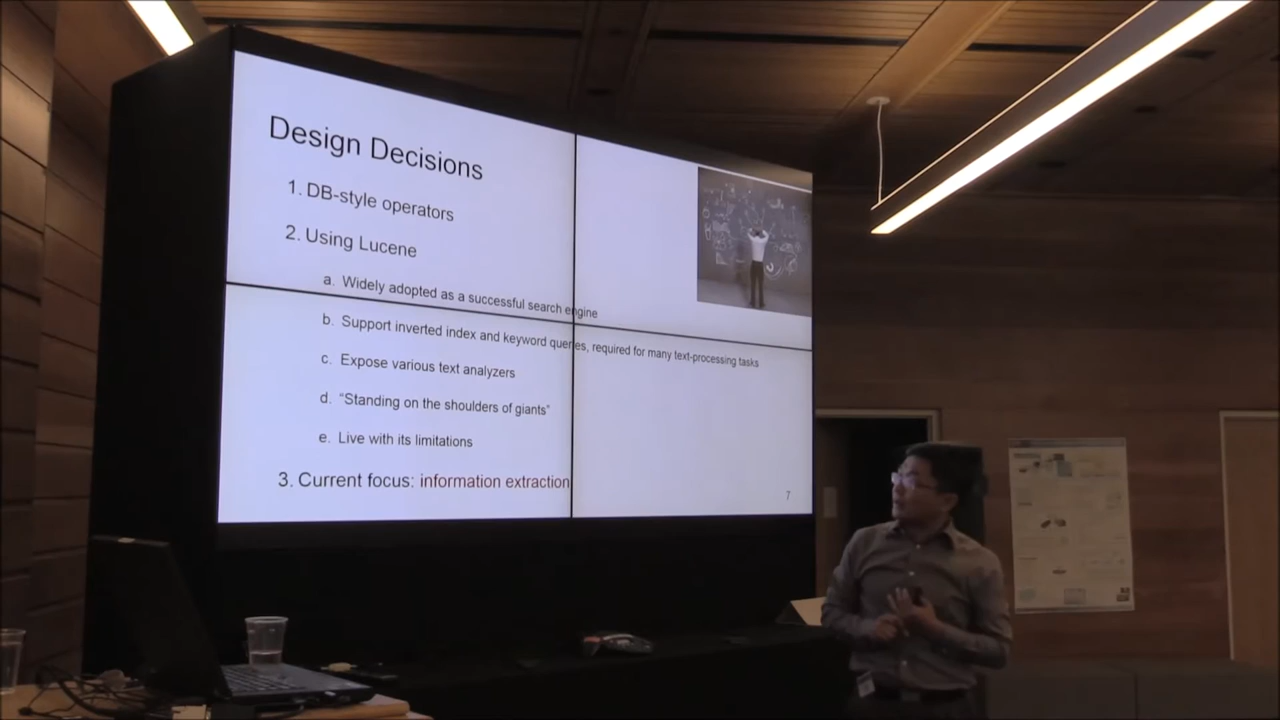 Design Decisions
1. DB-style operators
2. Using Lucene
a. Widely adopted as a successful search engine
b. Support inverted index and keyword queries, required for many text-processing tasks
c. Expose various text analyzers
d. “Standing on the shoulders of giants”
e. Live with its limitations
3. Current focus: information extraction
7